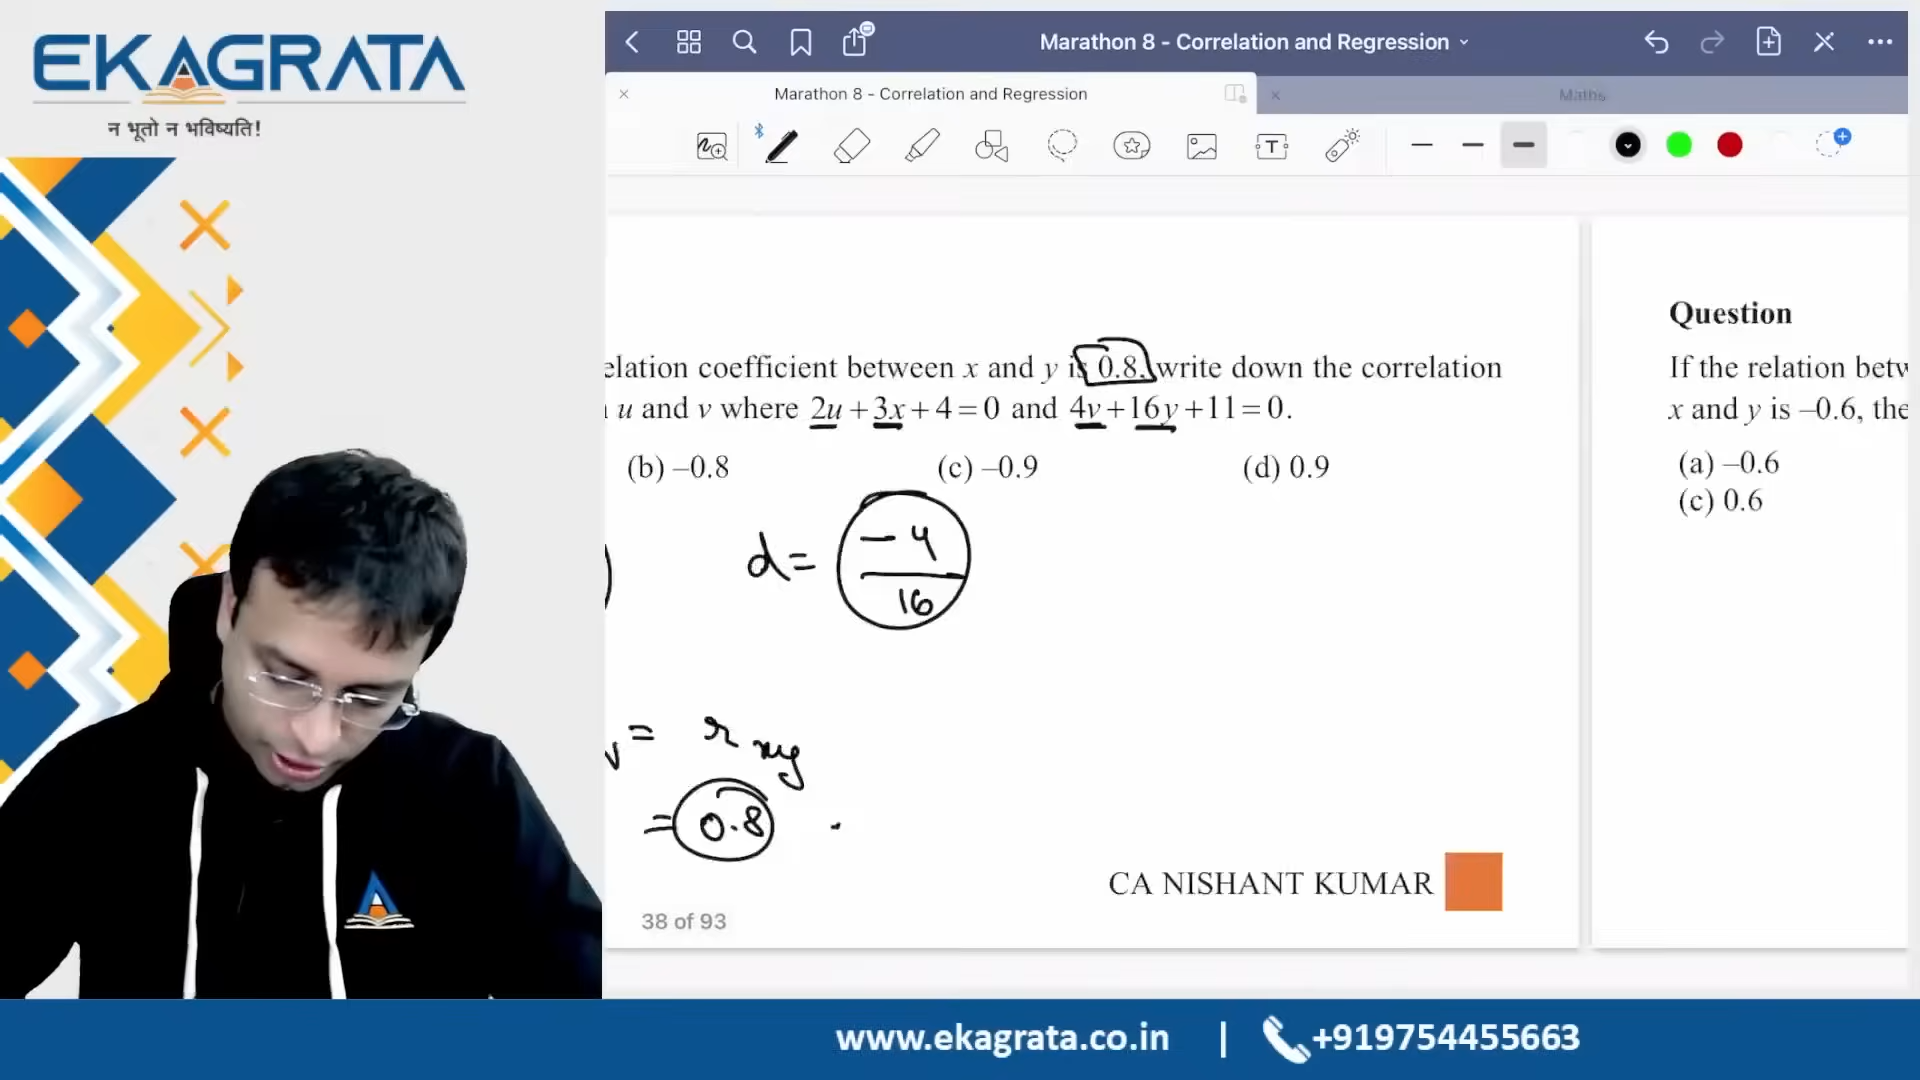 EKAGRATA
न भूतो न भविष्यति!
Marathon 8 - Correlation and Regression
Marathon 8 - Correlation and Regression
Maths
elation coefficient between x and y is 0.8, write down the correlation
u and v where 2u + 3x + 4 = 0 and 4v + 16y + 11 = 0.
(b) –0.8 (c) –0.9 (d) 0.9
d = -4/16
v = r xy
= 0.8
CA NISHANT KUMAR
38 of 93
Question
If the relation betw
x and y is –0.6, the
(a) –0.6
(c) 0.6
www.ekagrata.co.in | +919754455663